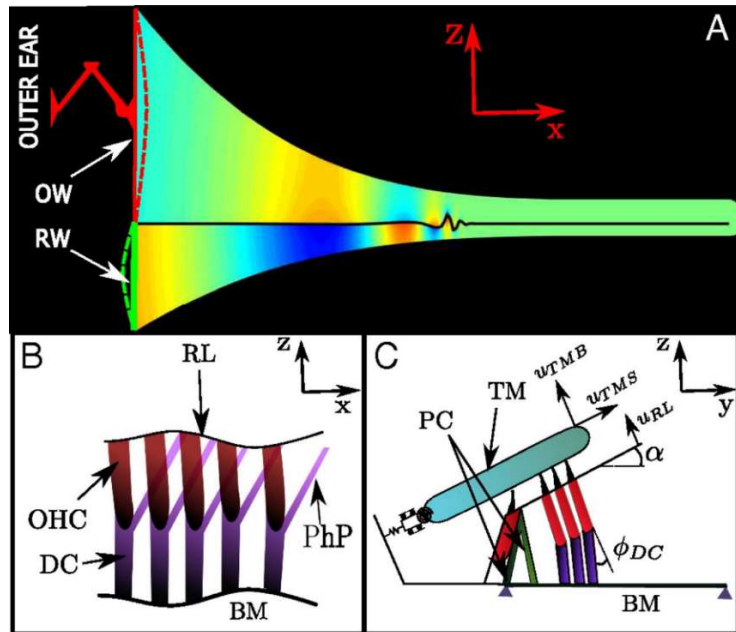 A
OUTER EAR
z
x
OW
RW
B
RL
z
x
OHC
PhP
DC
BM
C
z
y
u_TMB
u_TMS
TM
u_RL
PC
α
ϕ_DC
BM